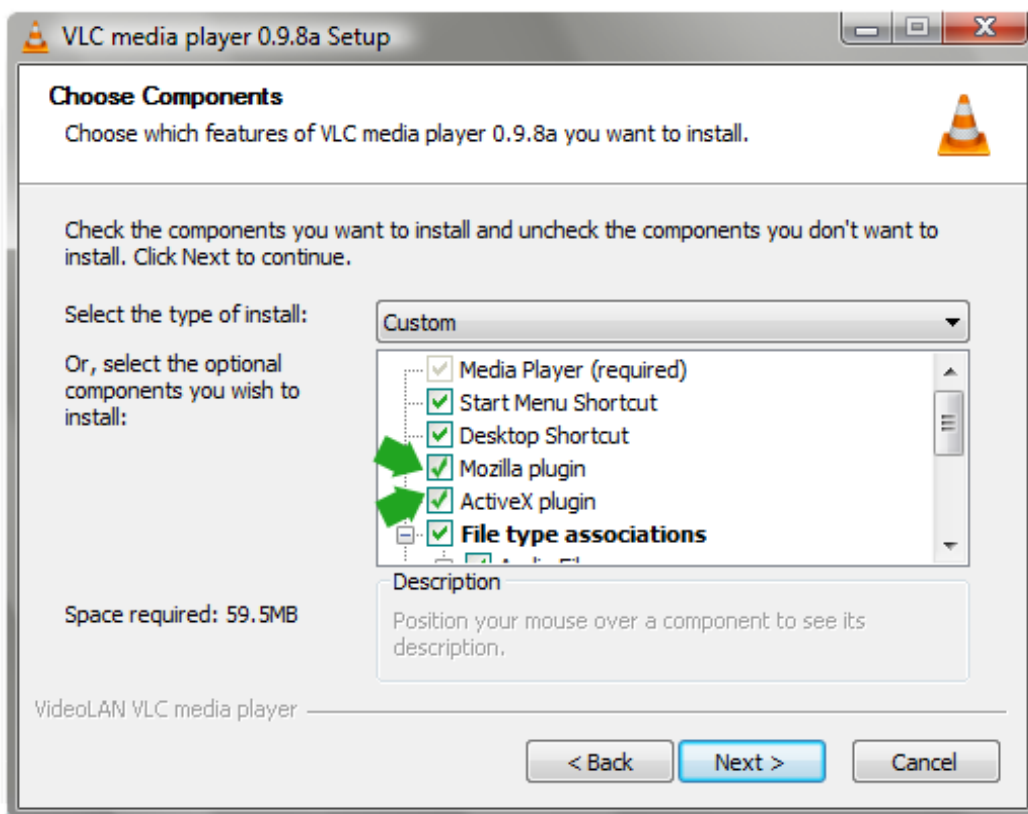 VLC media player 0.9.8a Setup
Choose Components
Choose which features of VLC media player 0.9.8a you want to install.
Check the components you want to install and uncheck the components you don't want to
install. Click Next to continue.
Select the type of install:
Custom
Or, select the optional
components you wish to
install:
Media Player (required)
Start Menu Shortcut
Desktop Shortcut
Mozilla plugin
ActiveX plugin
File type associations
Space required: 59.5MB
Description
Position your mouse over a component to see its
description.
VideoLAN VLC media player
< Back
Next >
Cancel